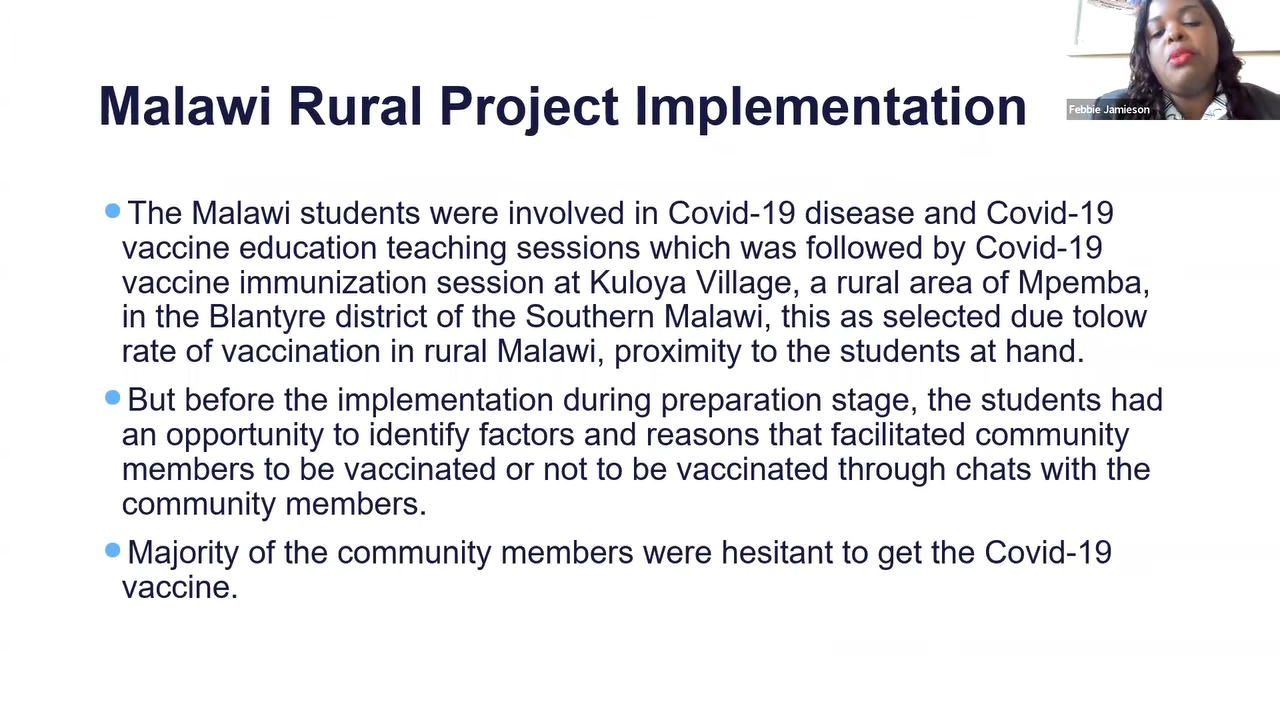 Malawi Rural Project Implementation
Febbie Jamieson
The Malawi students were involved in Covid-19 disease and Covid-19
vaccine education teaching sessions which was followed by Covid-19
vaccine immunization session at Kuloya Village, a rural area of Mpemba,
in the Blantyre district of the Southern Malawi, this as selected due tolow
rate of vaccination in rural Malawi, proximity to the students at hand.
But before the implementation during preparation stage, the students had
an opportunity to identify factors and reasons that facilitated community
members to be vaccinated or not to be vaccinated through chats with the
community members.
Majority of the community members were hesitant to get the Covid-19
vaccine.